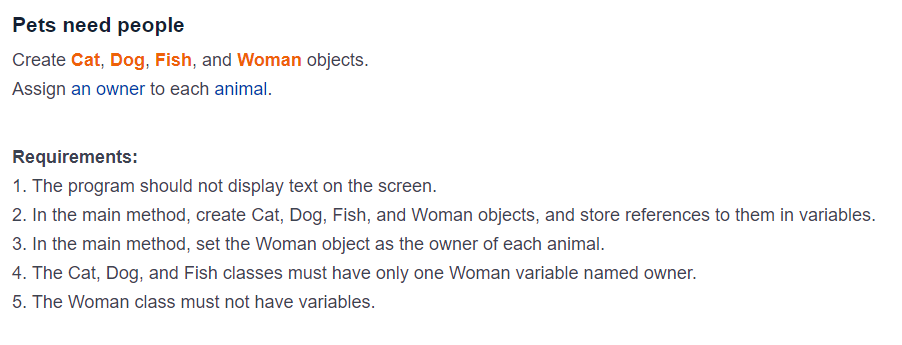 Pets need people
Create Cat, Dog, Fish, and Woman objects.
Assign an owner to each animal.
Requirements:
1. The program should not display text on the screen.
2. In the main method, create Cat, Dog, Fish, and Woman objects, and store references to them in variables.
3. In the main method, set the Woman object as the owner of each animal.
4. The Cat, Dog, and Fish classes must have only one Woman variable named owner.
5. The Woman class must not have variables.